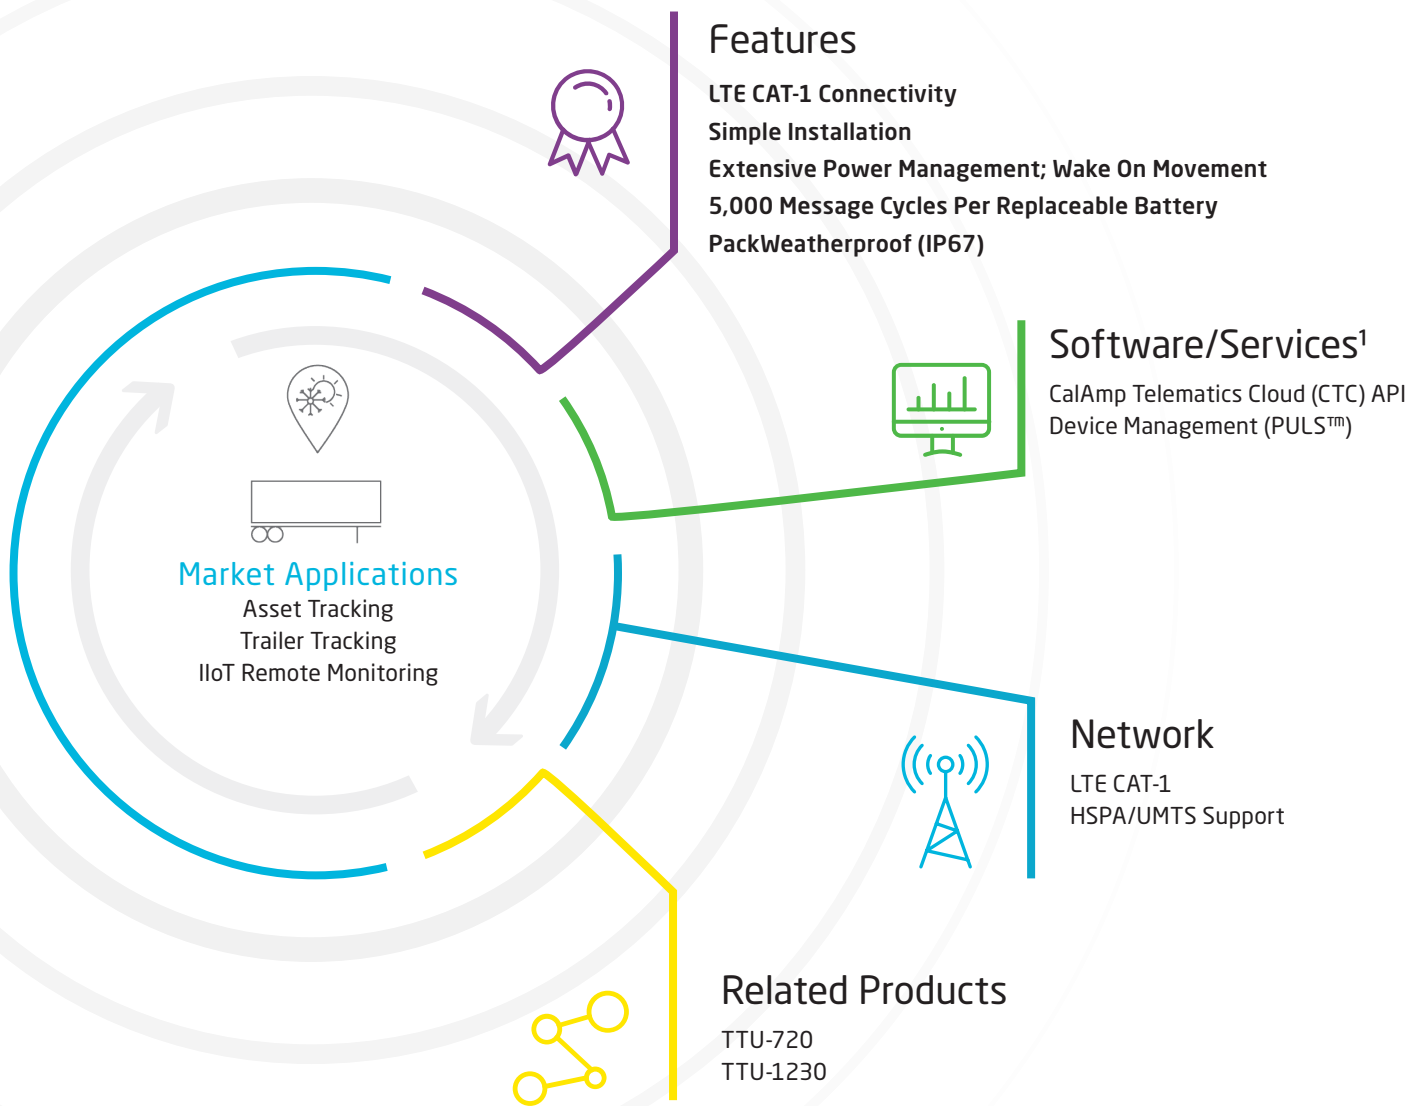 Features
LTE CAT-1 Connectivity
Simple Installation
Extensive Power Management; Wake On Movement
5,000 Message Cycles Per Replaceable Battery
PackWeatherproof (IP67)
Software/Services¹
CalAmp Telematics Cloud (CTC) API
Device Management (PULS™)
Market Applications
Asset Tracking
Trailer Tracking
IIoT Remote Monitoring
Network
LTE CAT-1
HSPA/UMTS Support
Related Products
TTU-720
TTU-1230